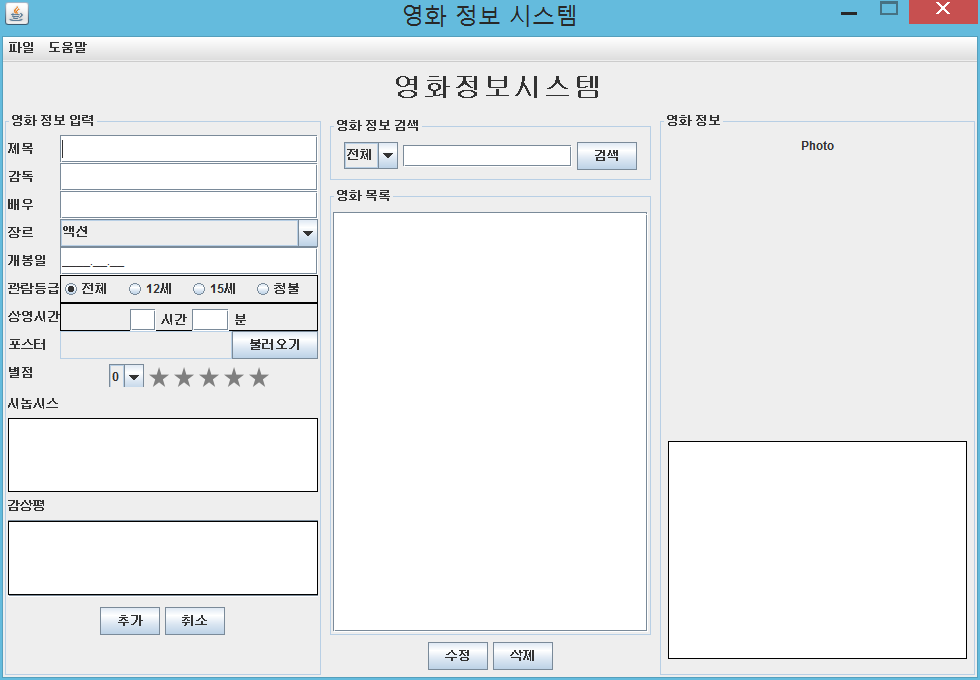 영화 정보 시스템
파일 도움말
영화정보시스템
영화 정보 입력
제목
감독
배우
장르 액션
개봉일 ____.__.__
관람등급 전체 12세 15세 청불
상영시간 시간 분
포스터 불러오기
별점 0
시놉시스
감상평
추가 취소
영화 정보 검색
전체 검색
영화 목록
수정 삭제
영화 정보
Photo